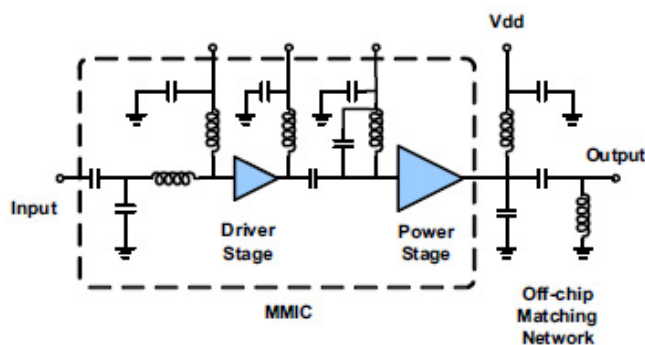 Vdd
Output
Input
Driver
Stage
Power
Stage
MMIC
Off-chip
Matching
Network